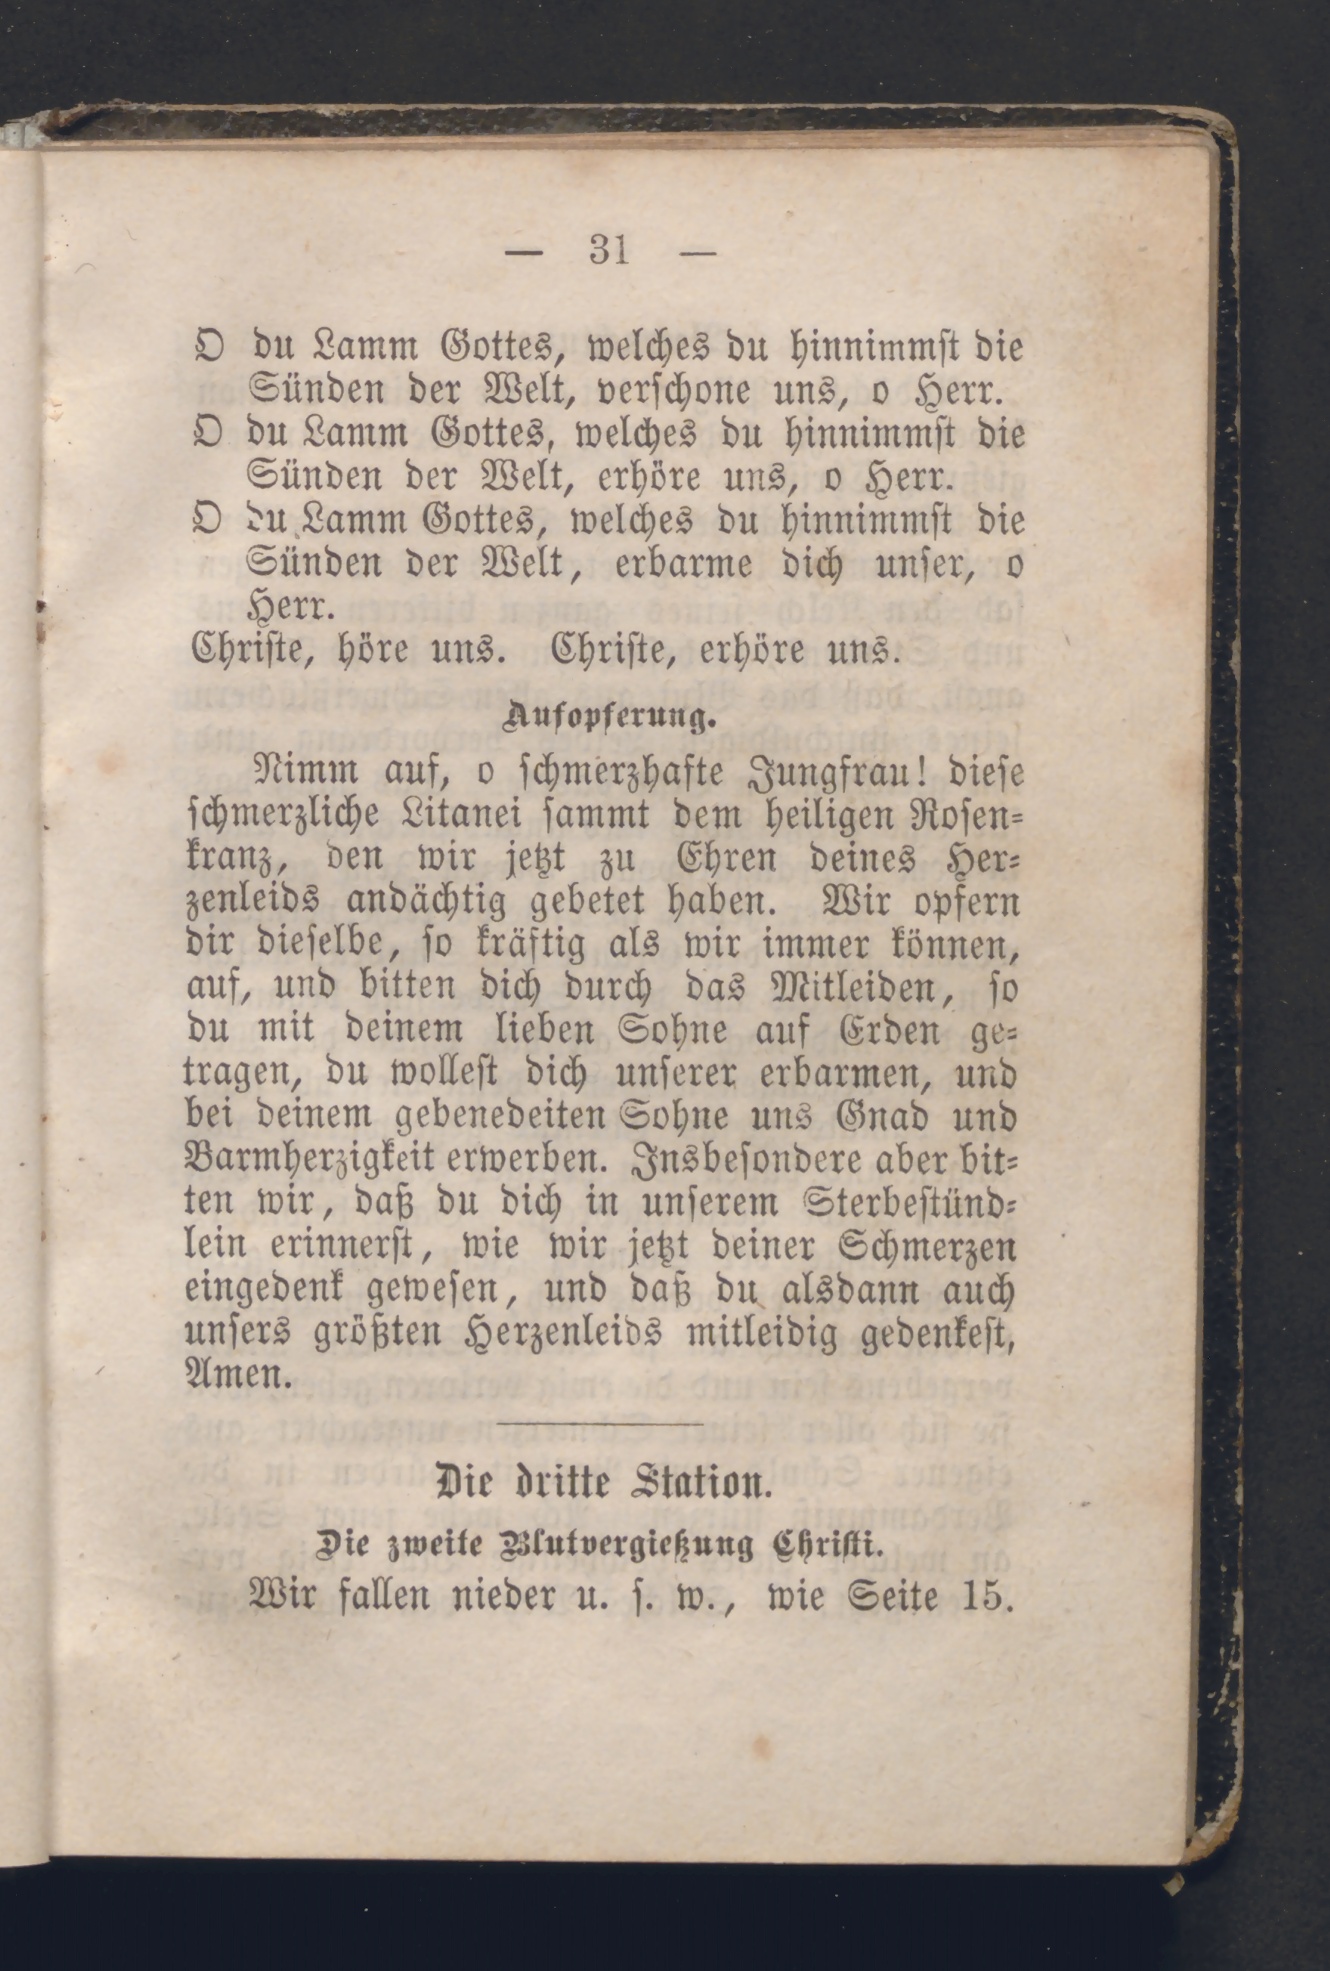 — 31 —
O du Lamm Gottes, welches du hinnimmſt die
Sünden der Welt, verſchone uns, o Herr.
O du Lamm Gottes, welches du hinnimmſt die
Sünden der Welt, erhöre uns, o Herr.
O du Lamm Gottes, welches du hinnimmſt die
Sünden der Welt, erbarme dich unſer, o
Herr.
Chriſte, höre uns. Chriſte, erhöre uns.
Aufopferung.
Nimm auf, o ſchmerzhafte Jungfrau! dieſe
ſchmerzliche Litanei ſammt dem heiligen Roſen⸗
kranz, den wir jetzt zu Ehren deines Her⸗
zenleids andächtig gebetet haben. Wir opfern
dir dieſelbe, ſo kräftig als wir immer können,
auf, und bitten dich durch das Mitleiden, ſo
du mit deinem lieben Sohne auf Erden ge⸗
tragen, du wolleſt dich unſerer erbarmen, und
bei deinem gebenedeiten Sohne uns Gnad und
Barmherzigkeit erwerben. Insbeſondere aber bit⸗
ten wir, daß du dich in unſerem Sterbeſtünd⸗
lein erinnerſt, wie wir jetzt deiner Schmerzen
eingedenk geweſen, und daß du alsdann auch
unſers größten Herzenleids mitleidig gedenkeſt,
Amen.
Die dritte Station.
Die zweite Blutvergießung Chriſti.
Wir fallen nieder u. ſ. w., wie Seite 15.